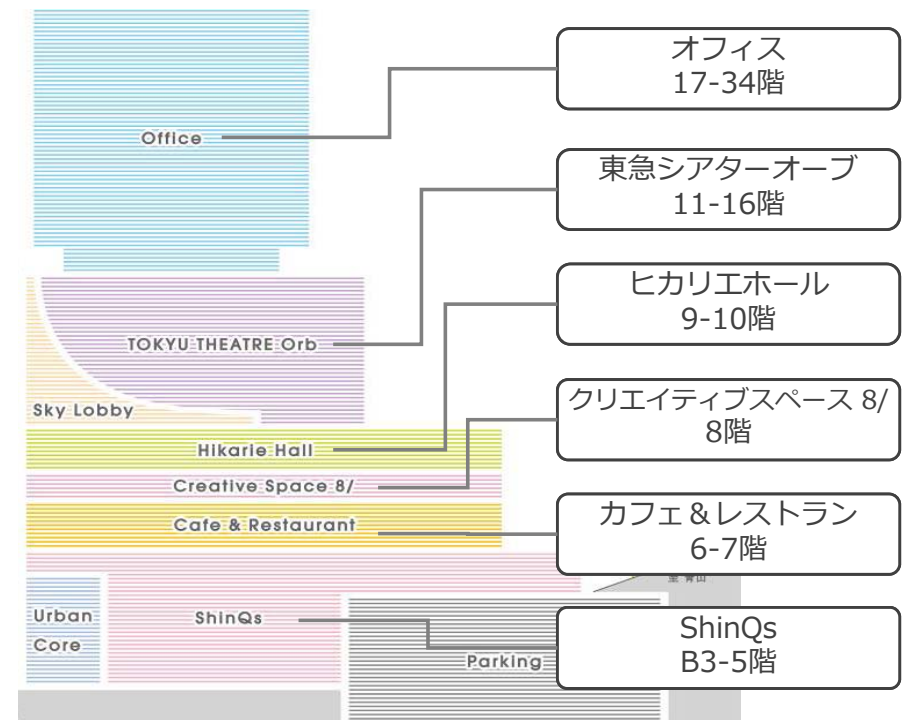 オフィス
17-34階
Office
東急シアターオーブ
11-16階
ヒカリエホール
9-10階
TOKYU THEATRE Orb
Sky Lobby
クリエイティブスペース 8/
8階
Hikarie Hall
Creative Space 8/
Cafe & Restaurant
カフェ＆レストラン
6-7階
至 青山
Urban
Core
ShinQs
ShinQs
B3-5階
Parking